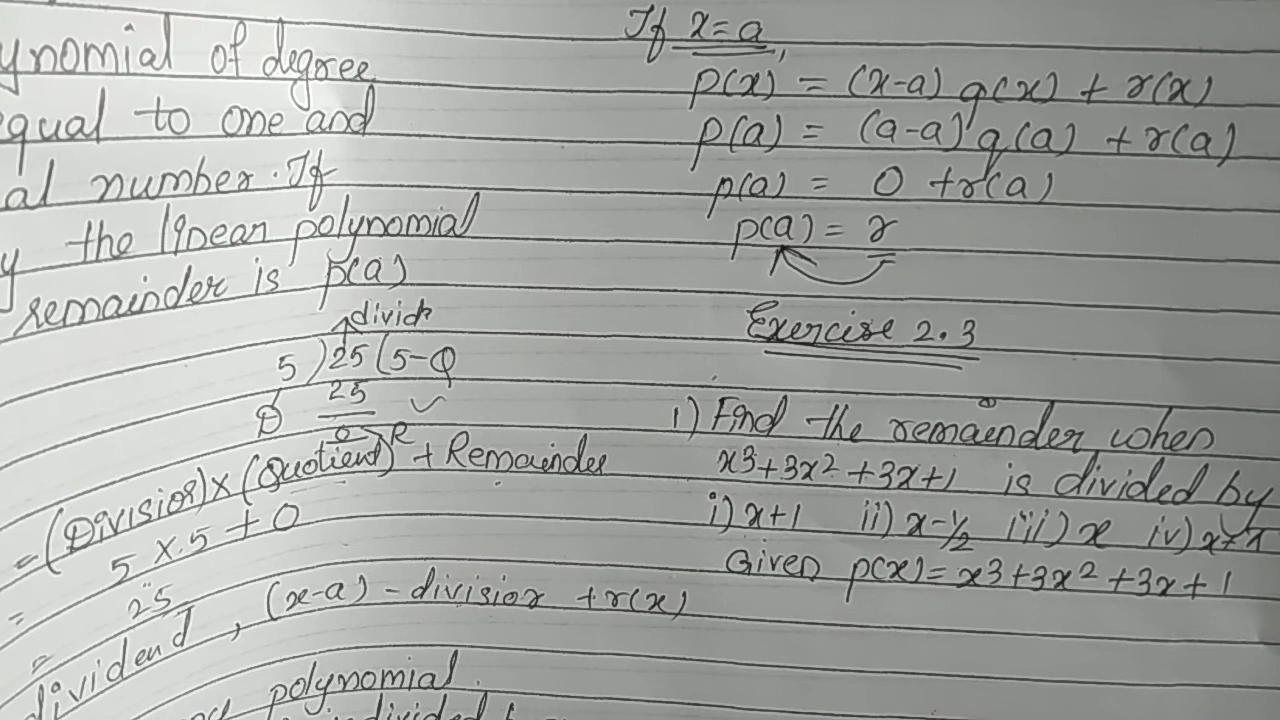 ynomial of degree
qual to one and
al number. If
y the linear polynomial
remainder is p(a)
divich
5 ) 25 ( 5 - Q
D 25
0 R
= (Division) x (Quotient) + Remainder
= 5 x 5 + 0
= 25
dividend , (x-a) - division + r(x)
polynomial.
If x = a,
p(x) = (x-a) q(x) + r(x)
p(a) = (a-a) q(a) + r(a)
p(a) = 0 + r(a)
p(a) = r
Exercise 2.3
1) Find the remainder when
x3+3x2+3x+1 is divided by
i) x+1 ii) x-1/2 iii) x iv) x+π
Given p(x) = x3+3x2+3x+1